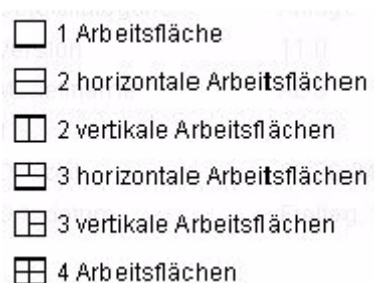 1 Arbeitsfläche
2 horizontale Arbeitsflächen
2 vertikale Arbeitsflächen
3 horizontale Arbeitsflächen
3 vertikale Arbeitsflächen
4 Arbeitsflächen